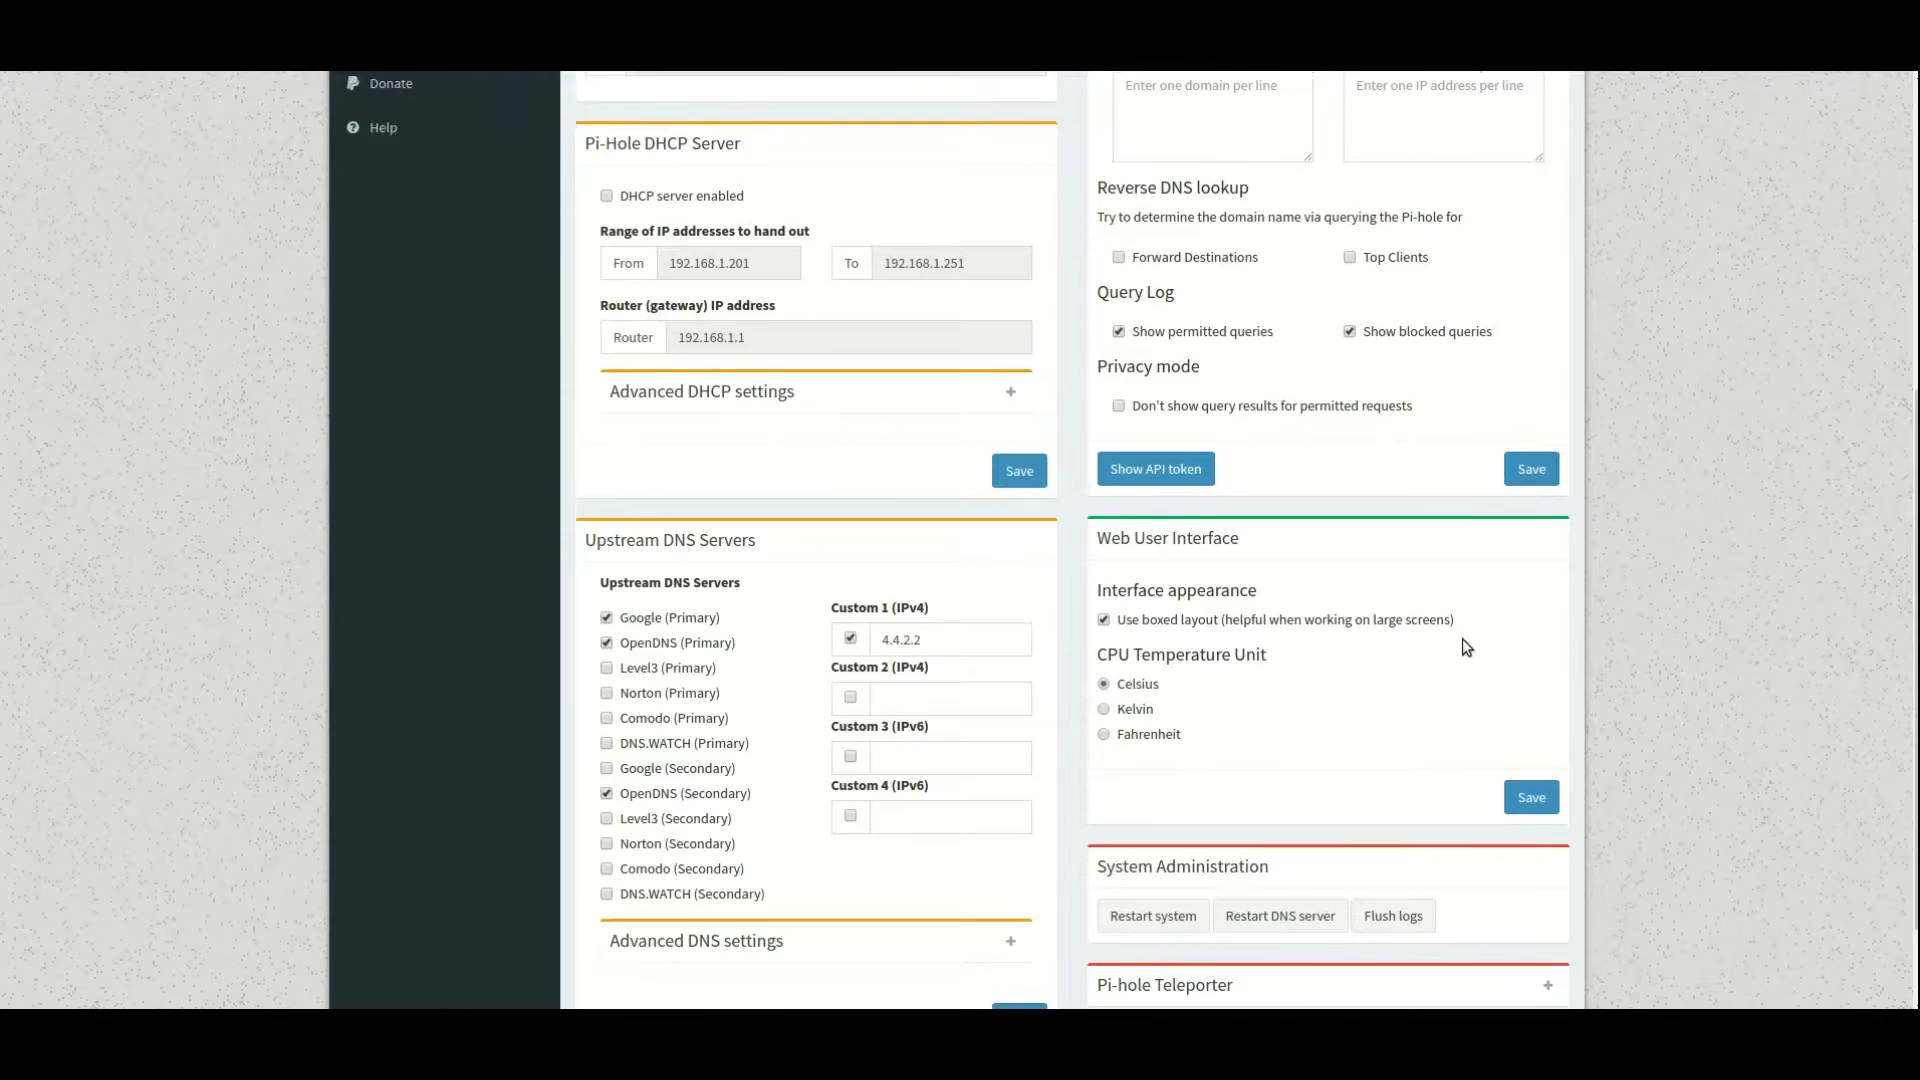 Donate
Help
Pi-Hole DHCP Server
DHCP server enabled
Range of IP addresses to hand out
From 192.168.1.201 To 192.168.1.251
Router (gateway) IP address
Router 192.168.1.1
Advanced DHCP settings +
Save
Upstream DNS Servers
Upstream DNS Servers
Google (Primary)
OpenDNS (Primary)
Level3 (Primary)
Norton (Primary)
Comodo (Primary)
DNS.WATCH (Primary)
Google (Secondary)
OpenDNS (Secondary)
Level3 (Secondary)
Norton (Secondary)
Comodo (Secondary)
DNS.WATCH (Secondary)
Custom 1 (IPv4)
4.4.2.2
Custom 2 (IPv4)
Custom 3 (IPv6)
Custom 4 (IPv6)
Advanced DNS settings +
Enter one domain per line Enter one IP address per line
Reverse DNS lookup
Try to determine the domain name via querying the Pi-hole for
Forward Destinations Top Clients
Query Log
Show permitted queries Show blocked queries
Privacy mode
Don't show query results for permitted requests
Show API token Save
Web User Interface
Interface appearance
Use boxed layout (helpful when working on large screens)
CPU Temperature Unit
Celsius
Kelvin
Fahrenheit
Save
System Administration
Restart system Restart DNS server Flush logs
Pi-hole Teleporter +